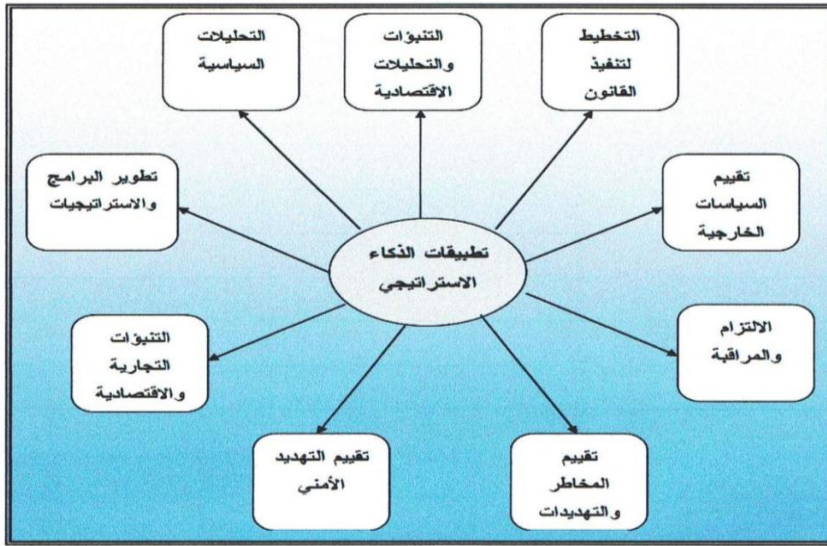 التخطيط
لتنفيذ
القانون
التنبؤات
والتحليلات
الاقتصادية
التحليلات
السياسية
تقييم
السياسات
الخارجية
تطوير البرامج
والاستراتيجيات
تطبيقات الذكاء
الاستراتيجي
الالتزام
والمراقبة
التنبؤات
التجارية
والاقتصادية
تقييم
المخاطر
والتهديدات
تقييم التهديد
الأمني